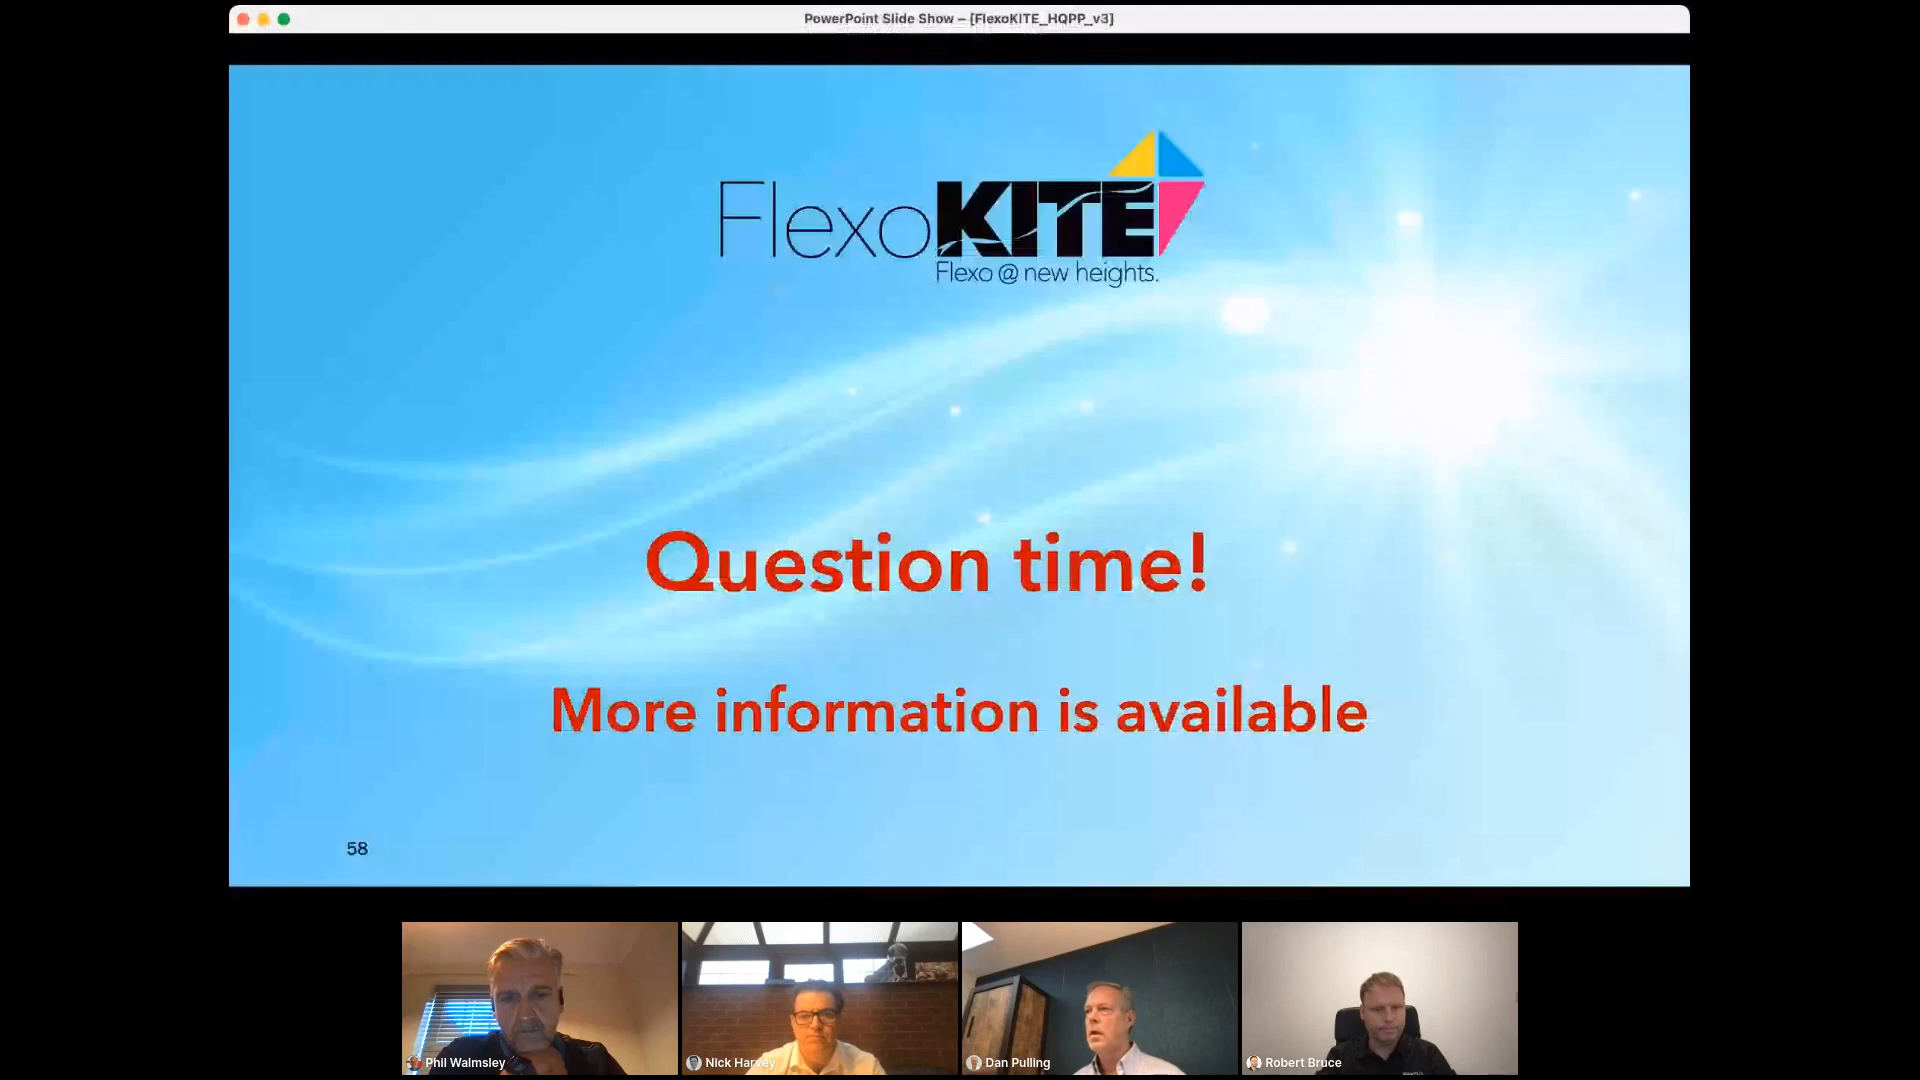 PowerPoint Slide Show – [FlexoKITE_HQPP_v3]
FlexoKITE
Flexo @ new heights.
Question time!
More information is available
58
Phil Walmsley
Nick Harvey
Dan Pulling
Robert Bruce